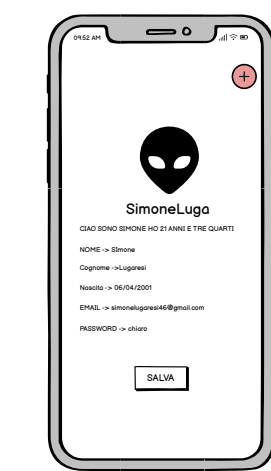 09:52 AM
+
SimoneLuga
CIAO SONO SIMONE HO 21 ANNI E TRE QUARTI
NOME -> SImone
Cognome ->Lugaresi
Nascita -> 06/04/2001
EMAIL -> simonelugaresi46@gmail.com
PASSWORD -> chiaro
SALVA